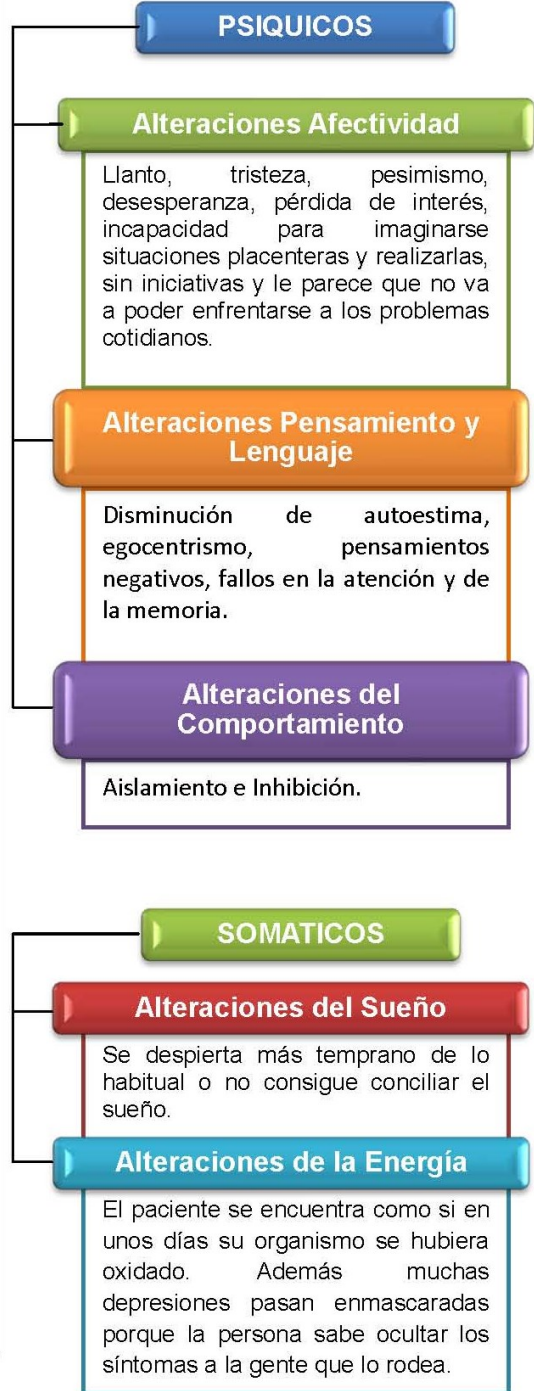 PSIQUICOS
Alteraciones Afectividad
Llanto, tristeza, pesimismo,
desesperanza, pérdida de interés,
incapacidad para imaginarse
situaciones placenteras y realizarlas,
sin iniciativas y le parece que no va
a poder enfrentarse a los problemas
cotidianos.
Alteraciones Pensamiento y
Lenguaje
Disminución de autoestima,
egocentrismo, pensamientos
negativos, fallos en la atención y de
la memoria.
Alteraciones del
Comportamiento
Aislamiento e Inhibición.
SOMATICOS
Alteraciones del Sueño
Se despierta más temprano de lo
habitual o no consigue conciliar el
sueño.
Alteraciones de la Energía
El paciente se encuentra como si en
unos días su organismo se hubiera
oxidado. Además muchas
depresiones pasan enmascaradas
porque la persona sabe ocultar los
síntomas a la gente que lo rodea.